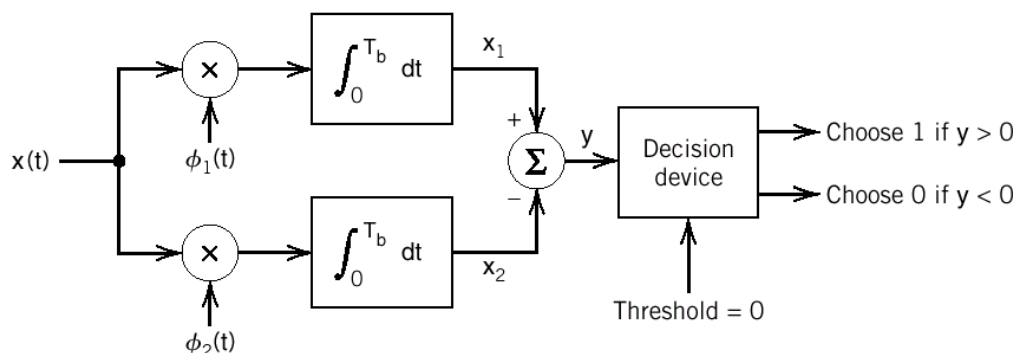 x(t)
×
ϕ₁(t)
∫₀ᵀᵇ dt
x₁
×
ϕ₂(t)
∫₀ᵀᵇ dt
x₂
+
Σ
−
y
Decision
device
Threshold = 0
Choose 1 if y > 0
Choose 0 if y < 0